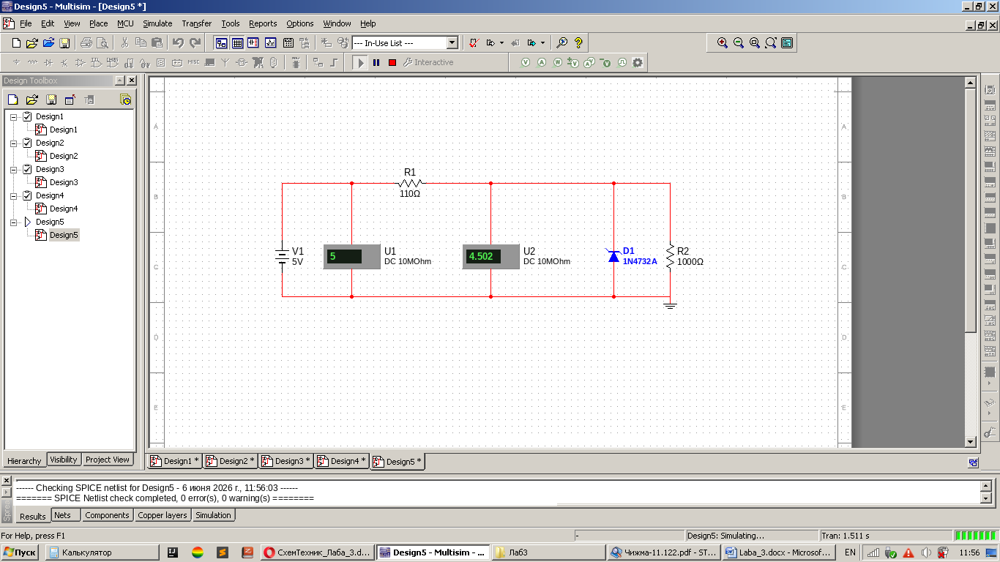 Design5 - Multisim - [Design5 *]
File Edit View Place MCU Simulate Transfer Tools Reports Options Window Help
--- In-Use List ---
Interactive
Design Toolbox
Design1
Design1
Design2
Design2
Design3
Design3
Design4
Design4
Design5
Design5
Hierarchy Visibility Project View
A A
B B
C C
D D
E E
R1
110Ω
V1
5V
5
U1
DC 10MOhm
4.502
U2
DC 10MOhm
D1
1N4732A
R2
1000Ω
Design1 * Design2 * Design3 * Design4 * Design5 *
------ Checking SPICE netlist for Design5 - 6 июня 2026 г., 11:56:03 ------
======= SPICE Netlist check completed, 0 error(s), 0 warning(s) ========
Results Nets Components Copper layers Simulation
For Help, press F1 - Design5: Simulating... Tran: 1.511 s
Пуск Калькулятор СхемТехник_Лаба_3.d... Design5 - Multisim - ... Лаб3 Чижма-11.122.pdf - ST... Laba_3.docx - Microsof... EN 11:56